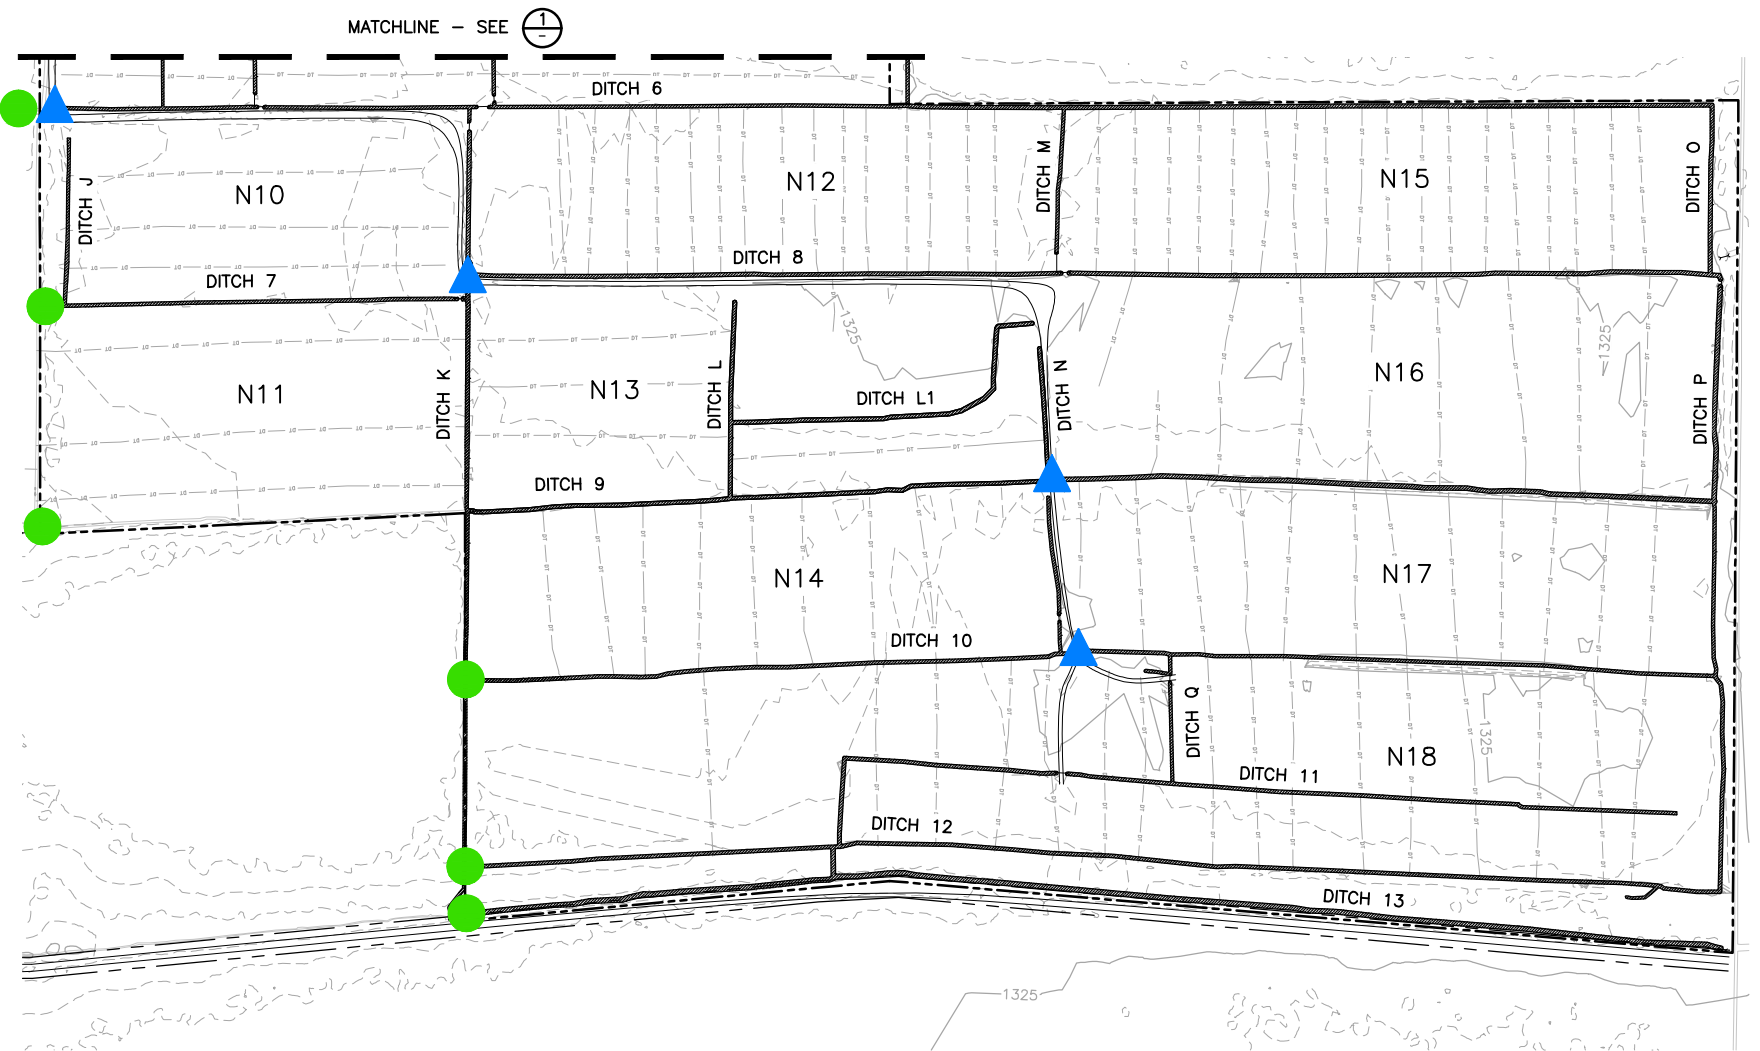 MATCHLINE - SEE 1
-
DITCH 6
DITCH J
N10
N12
DITCH M
N15
DITCH O
DITCH 7
DITCH 8
1325
1325
N11
DITCH K
N13
DITCH L
DITCH L1
DITCH N
N16
DITCH P
DITCH 9
N14
N17
DITCH 10
DITCH Q
1325
N18
DITCH 11
DITCH 12
DITCH 13
1325